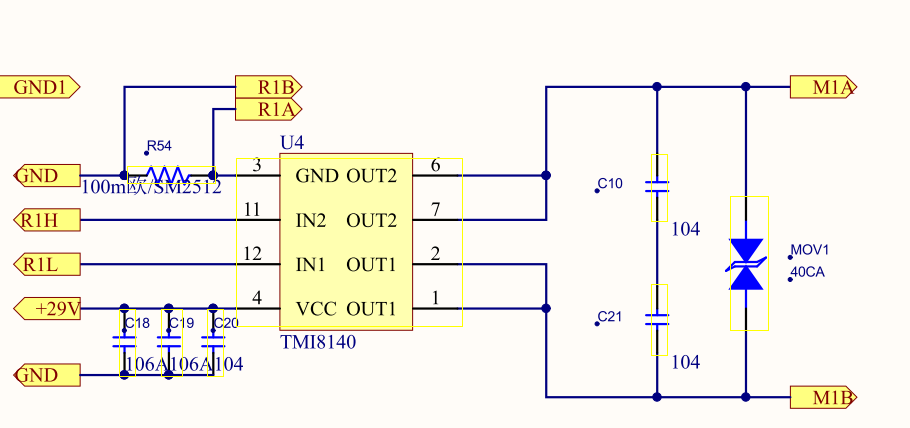 GND1
R1B
R1A
R54
U4
M1A
GND
100m欧/SM2512
3
GND
OUT2
6
R1H
11
IN2
OUT2
7
C10
104
R1L
12
IN1
OUT1
2
MOV1
40CA
+29V
4
VCC
OUT1
1
C18
C19
C20
C21
TMI8140
106A
106A
104
104
GND
M1B